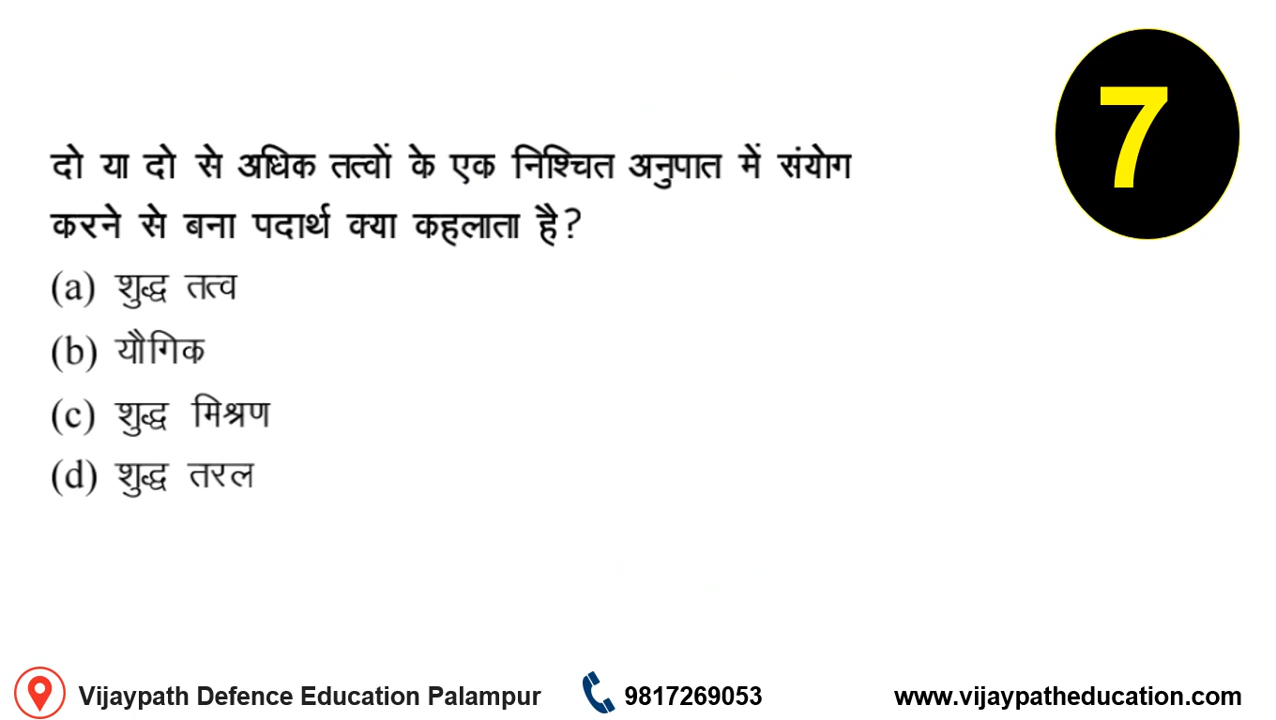 7
दो या दो से अधिक तत्वों के एक निश्चित अनुपात में संयोग
करने से बना पदार्थ क्या कहलाता है?
(a) शुद्ध तत्व
(b) यौगिक
(c) शुद्ध मिश्रण
(d) शुद्ध तरल
Vijaypath Defence Education Palampur 9817269053 www.vijaypatheducation.com